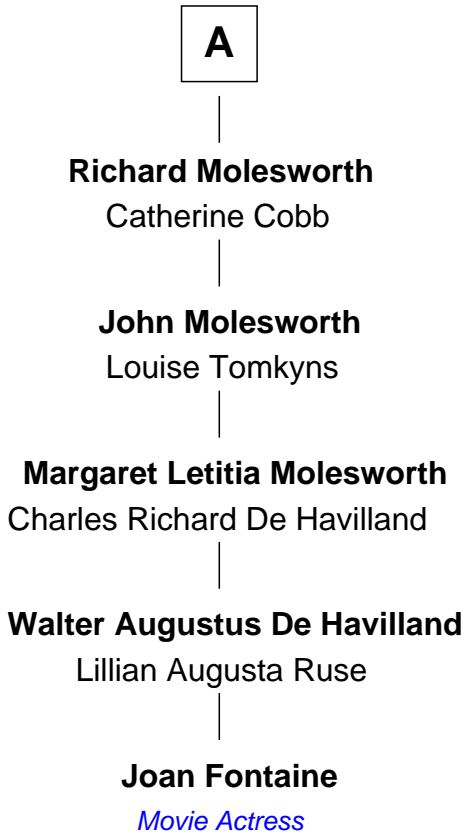 A
Richard Molesworth
Catherine Cobb
John Molesworth
Louise Tomkyns
Margaret Letitia Molesworth
Charles Richard De Havilland
Walter Augustus De Havilland
Lillian Augusta Ruse
Joan Fontaine
Movie Actress